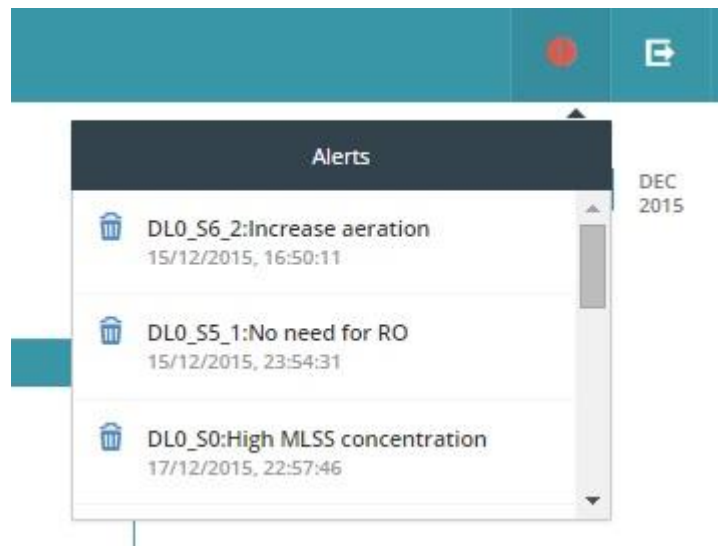 Alerts
DEC
2015
DL0_S6_2:Increase aeration
15/12/2015, 16:50:11
DL0_S5_1:No need for RO
15/12/2015, 23:54:31
DL0_S0:High MLSS concentration
17/12/2015, 22:57:46